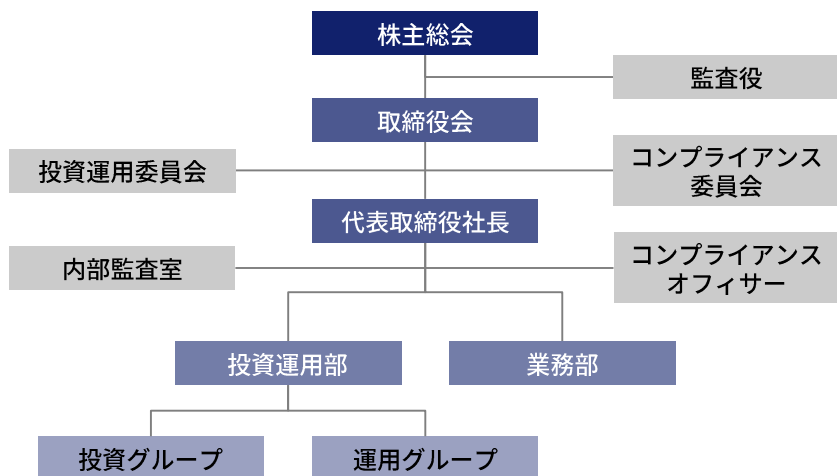 株主総会
監査役
取締役会
投資運用委員会
コンプライアンス
委員会
代表取締役社長
内部監査室
コンプライアンス
オフィサー
投資運用部
業務部
投資グループ
運用グループ